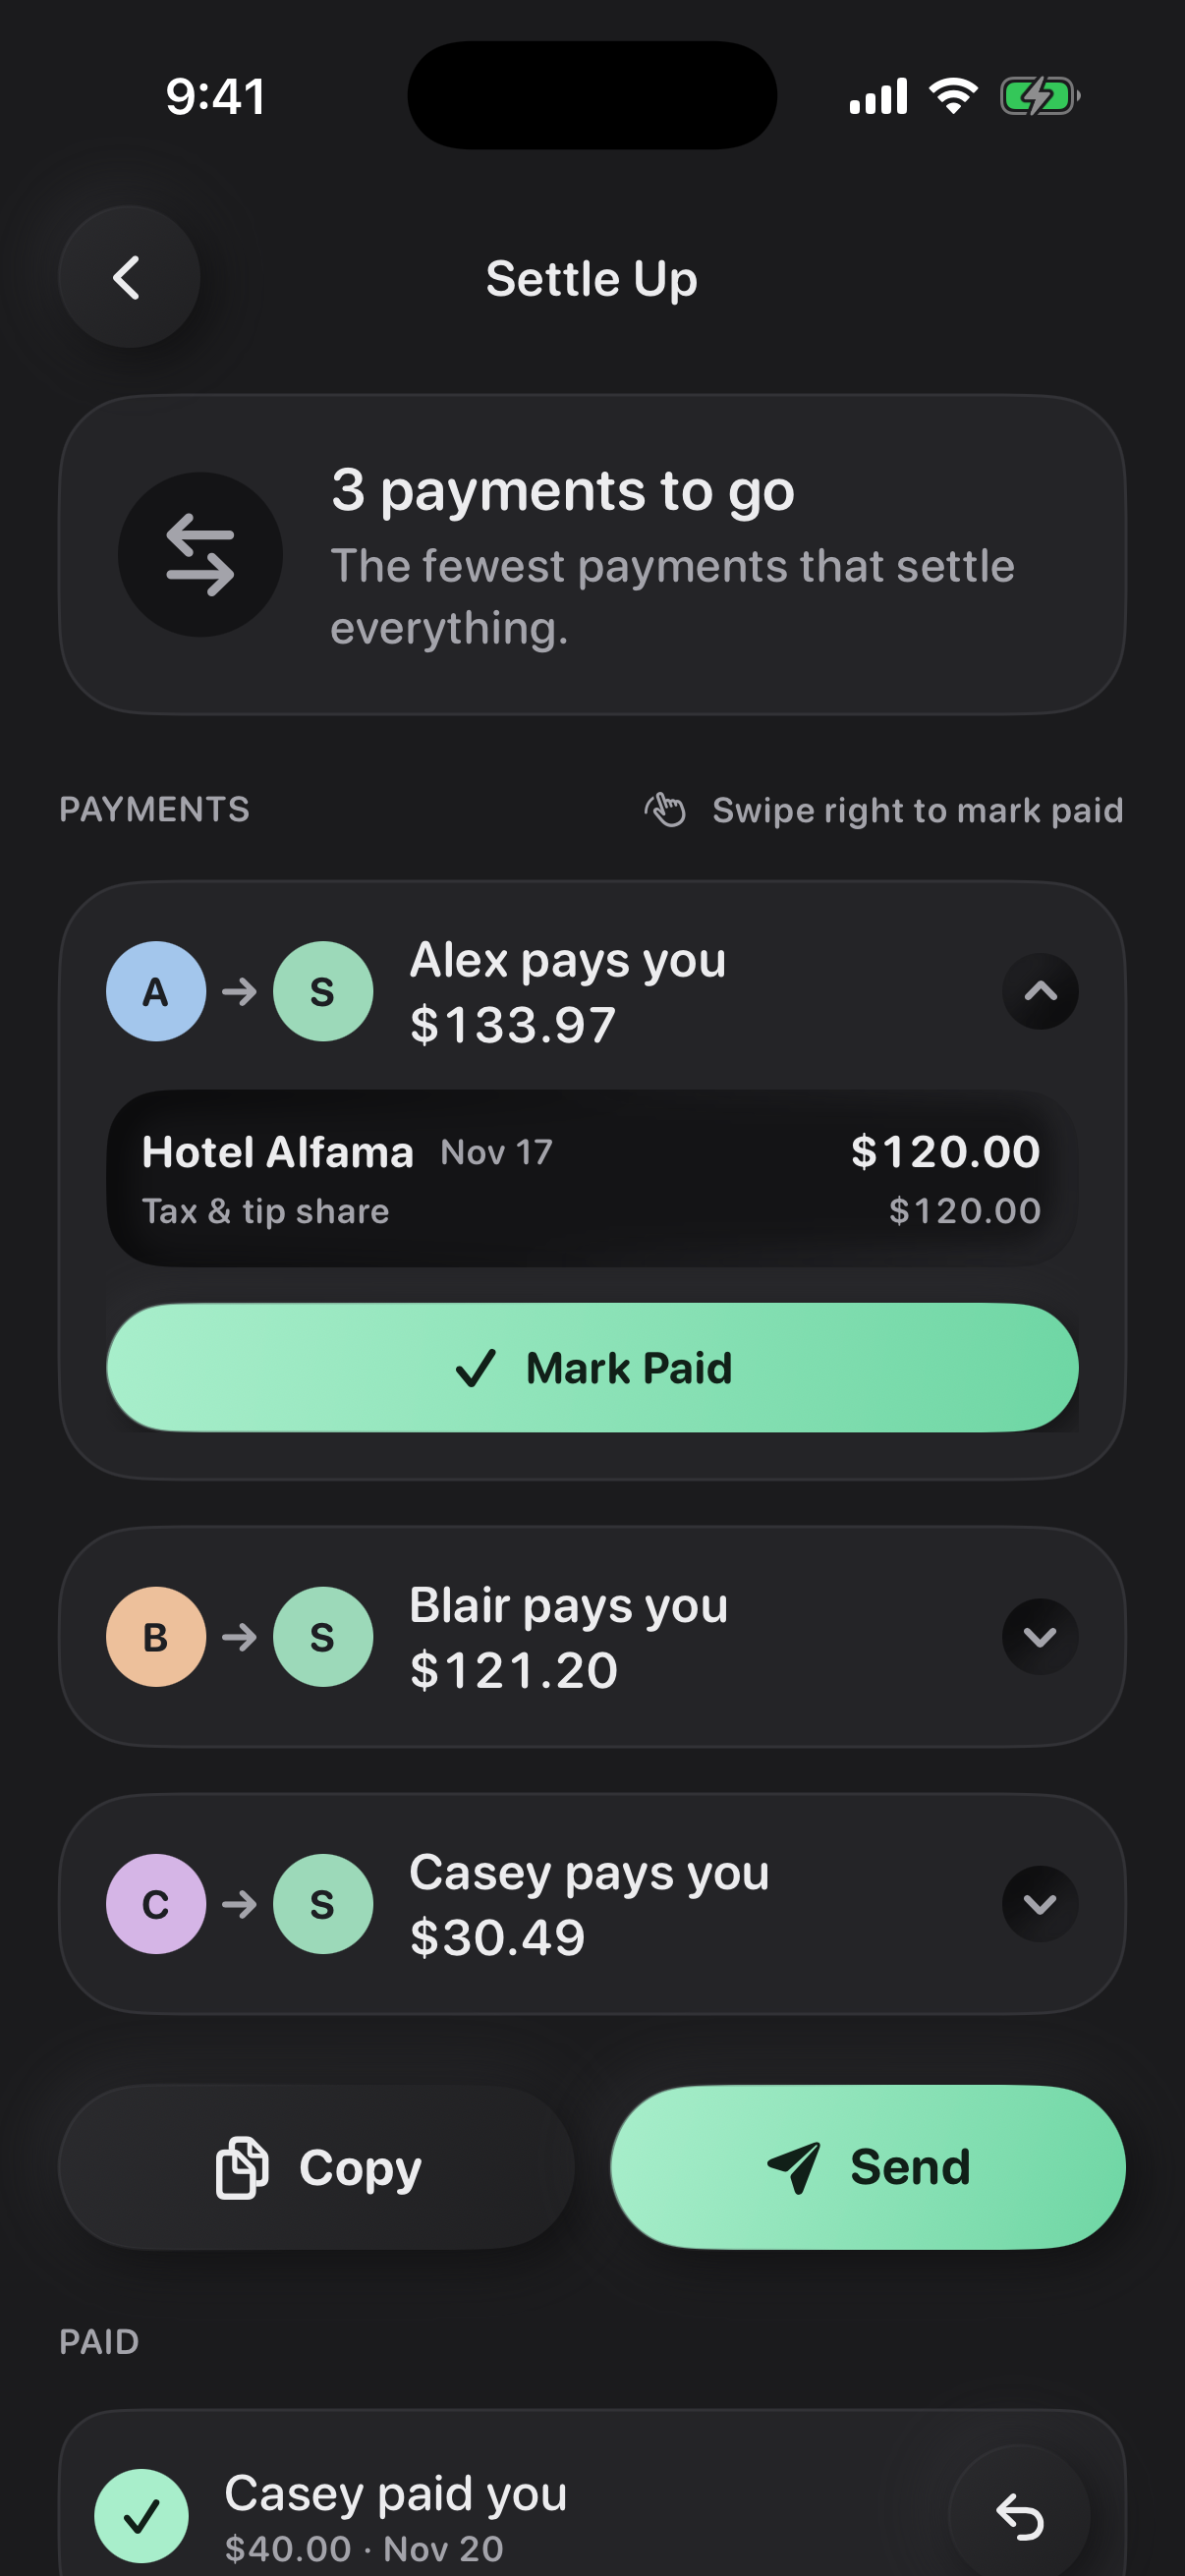 9:41
Settle Up
3 payments to go
The fewest payments that settle
everything.
PAYMENTS
Swipe right to mark paid
A
S
Alex pays you
$133.97
Hotel Alfama Nov 17 $120.00
Tax & tip share $120.00
Mark Paid
B
S
Blair pays you
$121.20
C
S
Casey pays you
$30.49
Copy
Send
PAID
Casey paid you
$40.00 · Nov 20